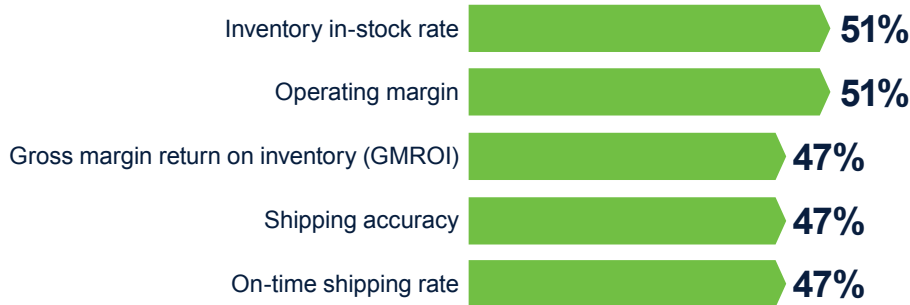 Inventory in-stock rate 51%
Operating margin 51%
Gross margin return on inventory (GMROI) 47%
Shipping accuracy 47%
On-time shipping rate 47%